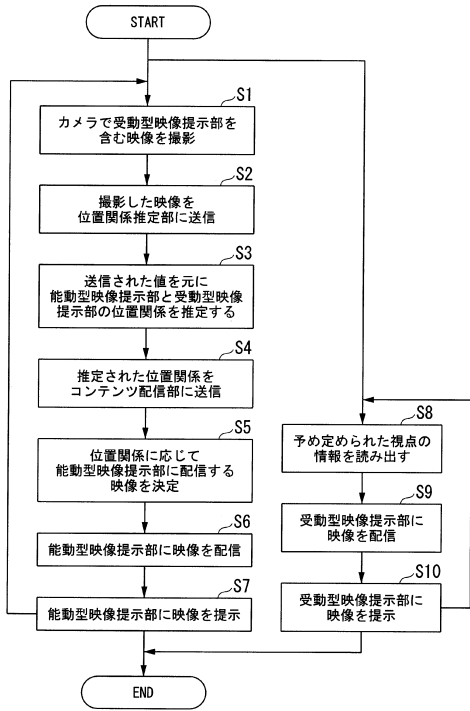 START
S1
カメラで受動型映像提示部を
含む映像を撮影
S2
撮影した映像を
位置関係推定部に送信
S3
送信された値を元に
能動型映像提示部と受動型映像
提示部の位置関係を推定する
S4
推定された位置関係を
コンテンツ配信部に送信
S5
位置関係に応じて
能動型映像提示部に配信する
映像を決定
S6
能動型映像提示部に映像を配信
S7
能動型映像提示部に映像を提示
S8
予め定められた視点の
情報を読み出す
S9
受動型映像提示部に
映像を配信
S10
受動型映像提示部に
映像を提示
END